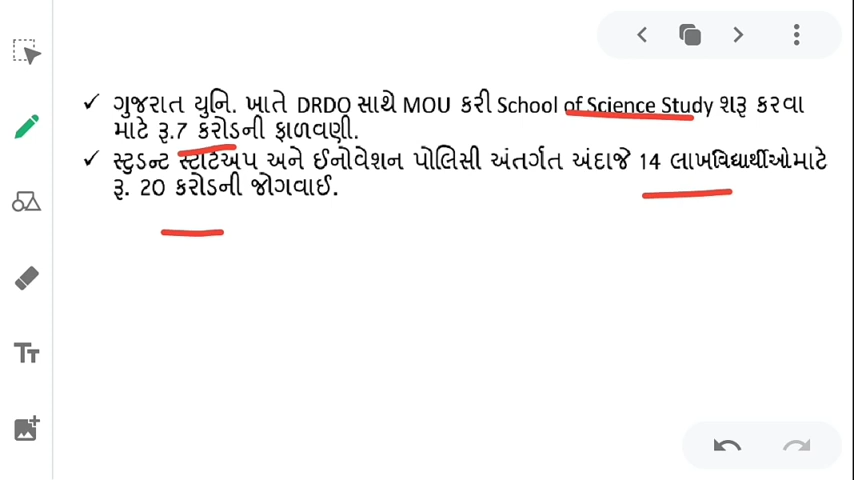 ✓ ગુજરાત યુનિ. ખાતે DRDO સાથે MOU કરી School of Science Study શરૂ કરવા
માટે રૂ.7 કરોડની ફાળવણી.
✓ સ્ટુડન્ટ સ્ટાર્ટઅપ અને ઈનોવેશન પોલિસી અંતર્ગત અંદાજે 14 લાખવિદ્યાર્થીઓમાટે
રૂ. 20 કરોડની જોગવાઈ.
Tт